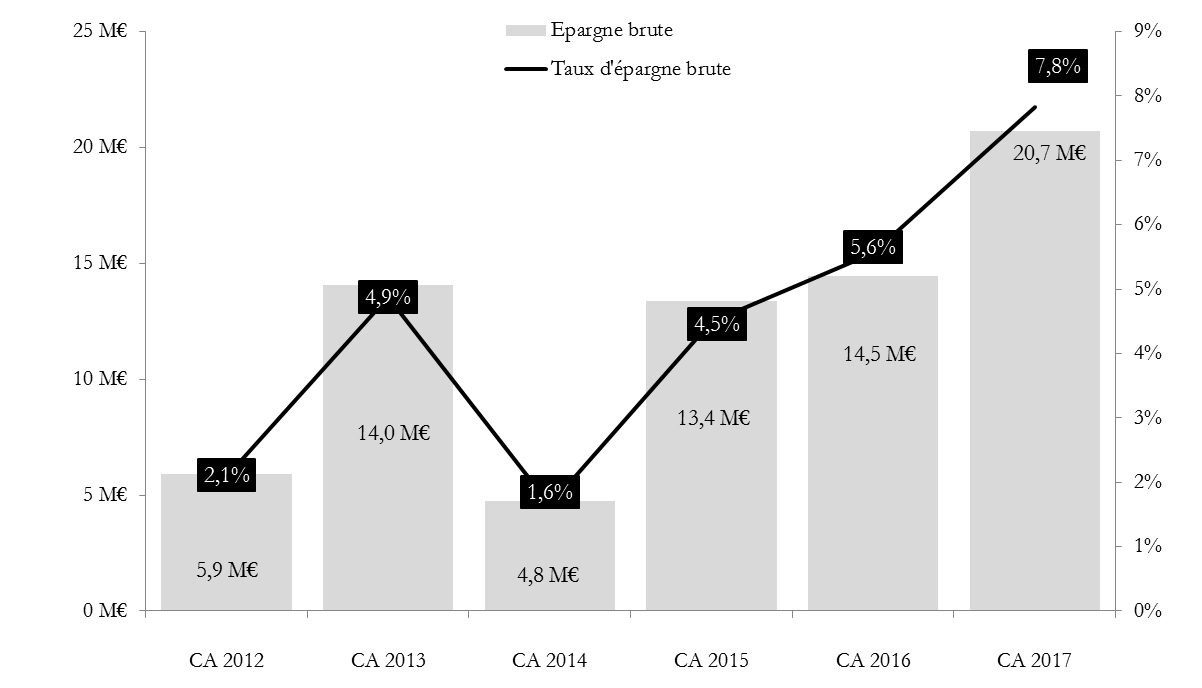 Epargne brute
Taux d'épargne brute
25 M€
20 M€
15 M€
10 M€
5 M€
0 M€
9%
8%
7%
6%
5%
4%
3%
2%
1%
0%
2,1%
4,9%
1,6%
4,5%
5,6%
7,8%
5,9 M€
14,0 M€
4,8 M€
13,4 M€
14,5 M€
20,7 M€
CA 2012
CA 2013
CA 2014
CA 2015
CA 2016
CA 2017